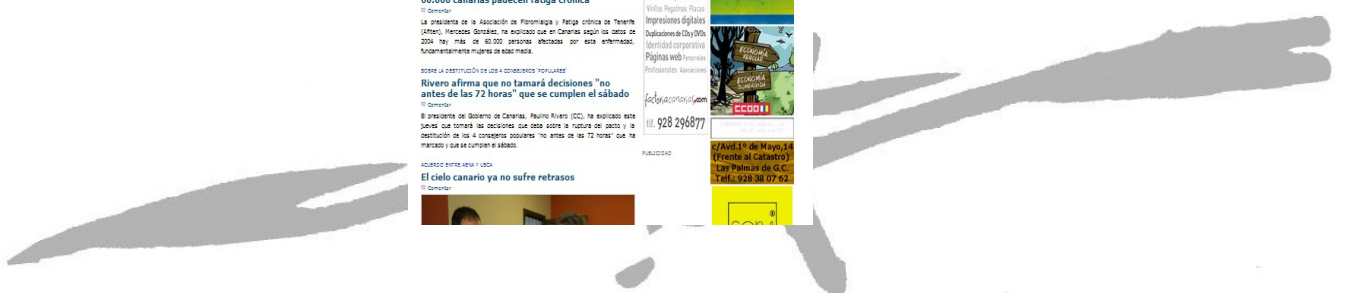 60.000 canarias padecen fatiga crónica
Comentar
La presidenta de la Asociación de Fibromialgia y Fatiga crónica de Tenerife
(Afiten), Mercedes González, ha explicado que en Canarias según los datos de
2004 hay más de 60.000 personas afectadas por esta enfermedad,
fundamentalmente mujeres de edad media.
SOBRE LA DESTITUCIÓN DE LOS 4 CONSEJEROS 'POPULARES'
Rivero afirma que no tamará decisiones "no
antes de las 72 horas" que se cumplen el sábado
Comentar
El presidente del Gobierno de Canarias, Paulino Rivero (CC), ha explicado este
jueves que tomará las decisiones que deba sobre la ruptura del pacto y la
destitución de los 4 consejeros populares "no antes de las 72 horas" que ha
marcado y que se cumplen el sábado.
ACUERDO ENTRE AENA Y USCA
El cielo canario ya no sufre retrasos
Comentar
Vinilos Pegatinas Placas
Impresiones digitales
Duplicaciones de CDs y DVDs
Identidad corporativa
Páginas web Personales
Profesionales Asociaciones
factoriacanarias.com
tlf. 928 296877
PUBLICIDAD
ECONOMÍA
REGULAR
ECONOMÍA
SUMERGIDA
CCOO
c/Avd.1º de Mayo,14
(Frente al Catastro)
Las Palmas de G.C.
Telf.: 928 38 07 62